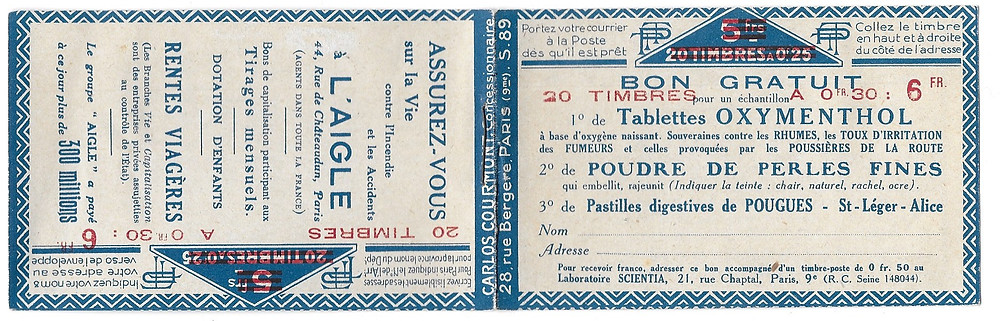 Portez votre courrier
à la Poste
dès qu'il est prêt
5 frs
20 TIMBRES À 0F25
Collez le timbre
en haut et à droite
du côté de l'adresse
BON GRATUIT
20 TIMBRES pour un échantillon A 0 FR. 30 : 6 FR.
1° de Tablettes OXYMENTHOL
à base d'oxygène naissant. Souveraines contre les RHUMES, les TOUX D'IRRITATION
des FUMEURS et celles provoquées par les POUSSIÈRES DE LA ROUTE
2° de POUDRE DE PERLES FINES
qui embellit, rajeunit (Indiquer la teinte : chair, naturel, rachel, ocre).
3° de Pastilles digestives de POUGUES - St-Léger - Alice
Nom
Adresse
Pour recevoir franco, adresser ce bon accompagné d'un timbre-poste de 0 fr. 50 au
Laboratoire SCIENTIA, 21, rue Chaptal, Paris, 9e (R. C. Seine 148044).
CARLOS COURMONT Concessionnaire
28 rue Bergère PARIS (9me). S. 89
ASSUREZ-VOUS
sur la Vie
contre l'Incendie
et les Accidents
à L'AIGLE
44, Rue de Châteaudun, Paris
(AGENTS DANS TOUTE LA FRANCE)
Bons de capitalisation participant aux
Tirages mensuels.
DOTATION D'ENFANTS
RENTES VIAGÈRES
(Les Branches Vie et Capitalisation
sont des entreprises privées assujetties
au contrôle de l'État).
Le groupe "AIGLE" a payé
à ce jour plus de 300 millions
20 TIMBRES A 0 FR. 30 : 6 FR.
Écrivez lisiblement les adresses
Pour Paris indiquez le N° de l'Arrt
pour la province le nom du Dépt
5 frs
20 TIMBRES À 0F25
Indiquez votre nom &
votre adresse au
verso de l'enveloppe